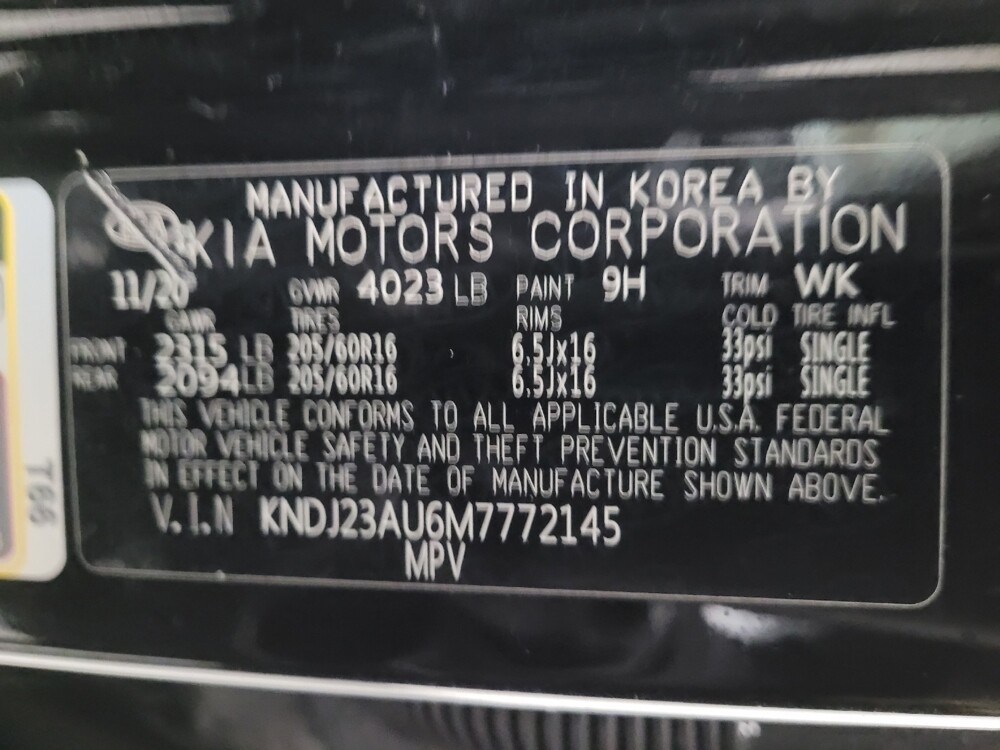 MANUFACTURED IN KOREA BY
KIA MOTORS CORPORATION
11/20 GVWR 4023 LB PAINT 9H TRIM WK
GAWR TIRES RIMS COLD TIRE INFL
FRONT 2315 LB 205/60R16 6.5Jx16 33psi SINGLE
REAR 2094 LB 205/60R16 6.5Jx16 33psi SINGLE
THIS VEHICLE CONFORMS TO ALL APPLICABLE U.S.A. FEDERAL
MOTOR VEHICLE SAFETY AND THEFT PREVENTION STANDARDS
IN EFFECT ON THE DATE OF MANUFACTURE SHOWN ABOVE.
V.I.N KNDJ23AU6M7772145
MPV
T66